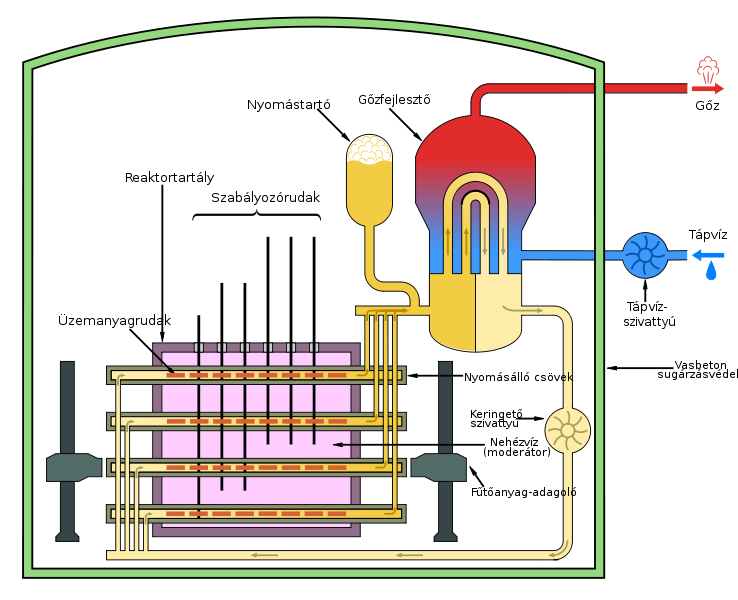 Nyomástartó
Gőzfejlesztő
Gőz
Reaktortartály
Szabályozórudak
Tápvíz
Üzemanyagrudak
Tápvíz-
szivattyú
Vasbeton
sugárzásvédel
Nyomásálló csövek
Keringető
szivattyú
Nehézvíz
(moderátor)
Fűtőanyag-adagoló